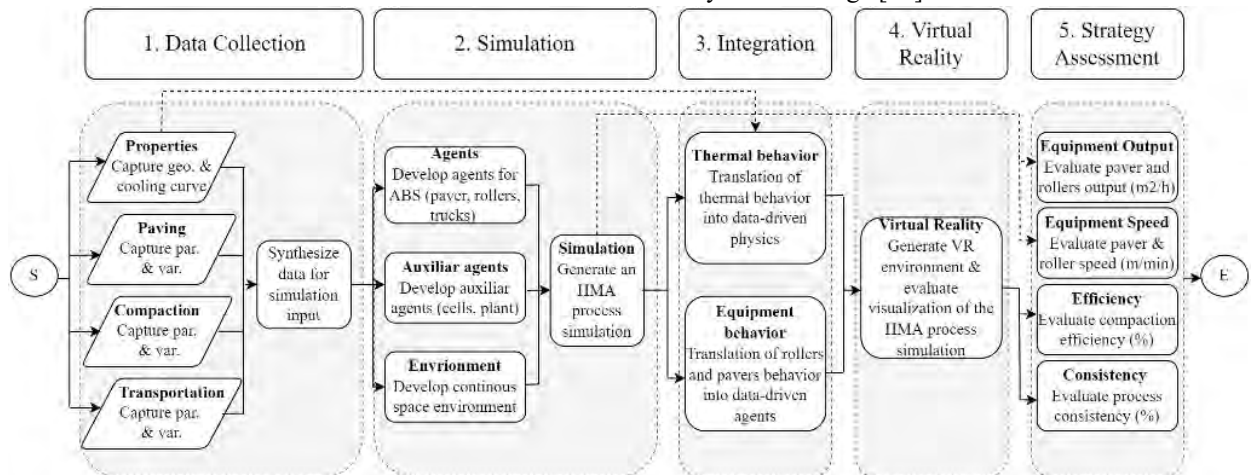 1. Data Collection
2. Simulation
3. Integration
4. Virtual
Reality
5. Strategy
Assessment
S
Properties
Capture geo. &
cooling curve
Paving
Capture par.
& var.
Compaction
Capture par.
& var.
Transportation
Capture par.
& var.
Synthesize
data for
simulation
input
Agents
Develop agents for
ABS (paver, rollers,
trucks)
Auxiliar agents
Develop auxiliar
agents (cells, plant)
Envrionment
Develop continous
space environment
Simulation
Generate an
HMA
process
simulation
Thermal behavior
Translation of
thermal behavior
into data-driven
physics
Equipment
behavior
Translation of rollers
and pavers behavior
into data-driven
agents
Virtual Reality
Generate VR
environment &
evaluate
visualization of
the HMA process
simulation
Equipment Output
Evaluate paver and
rollers output (m2/h)
Equipment Speed
Evaluate paver &
roller speed (m/min)
Efficiency
Evaluate compaction
efficiency (%)
Consistency
Evaluate process
consistency (%)
E